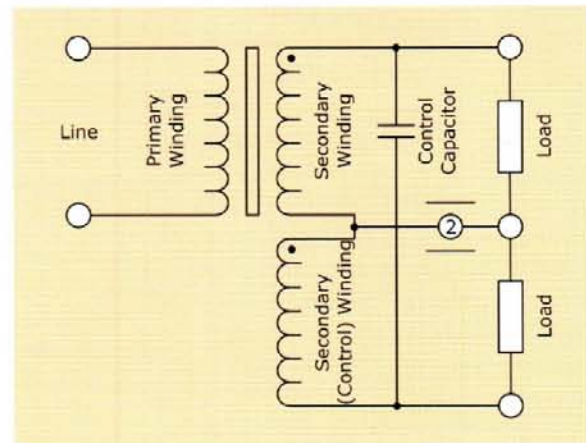 Line
Primary
Winding
Secondary
Winding
Control
Capacitor
Load
2
Secondary
(Control) Winding
Load